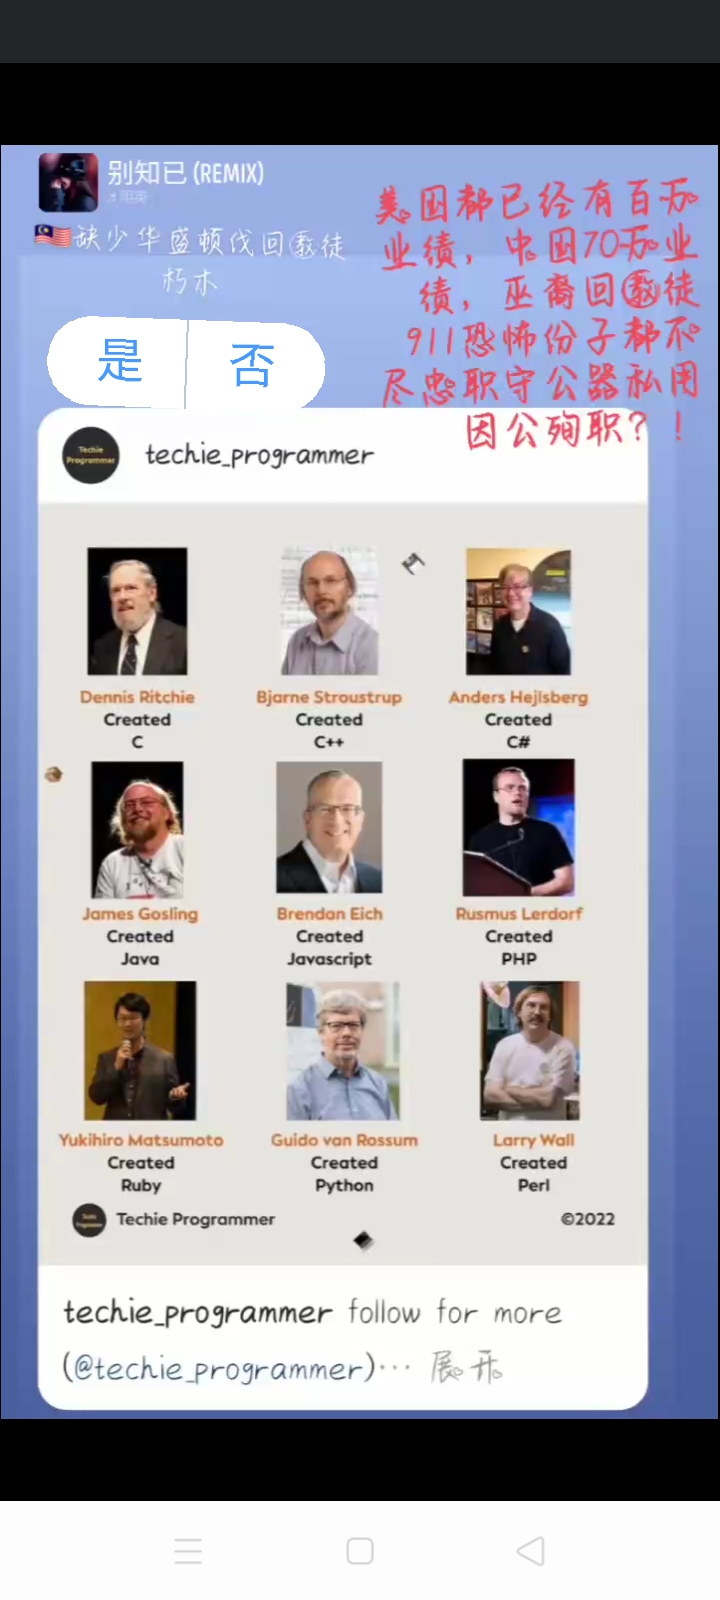 别知已 (REMIX)
🇲🇾缺少华盛顿伐回教徒
朽木
是 否
美国都已经有百万
业绩，中国70万业
绩，巫裔回教徒
911恐怖份子都不
尽忠职守公器私用
因公殉职？！
Techie
Programmer
techie_programmer
Dennis Ritchie
Created
C
Bjarne Stroustrup
Created
C++
Anders Hejlsberg
Created
C#
James Gosling
Created
Java
Brendan Eich
Created
Javascript
Rusmus Lerdorf
Created
PHP
Yukihiro Matsumoto
Created
Ruby
Guido van Rossum
Created
Python
Larry Wall
Created
Perl
Techie Programmer
©2022
techie_programmer follow for more
(@techie_programmer)... 展开